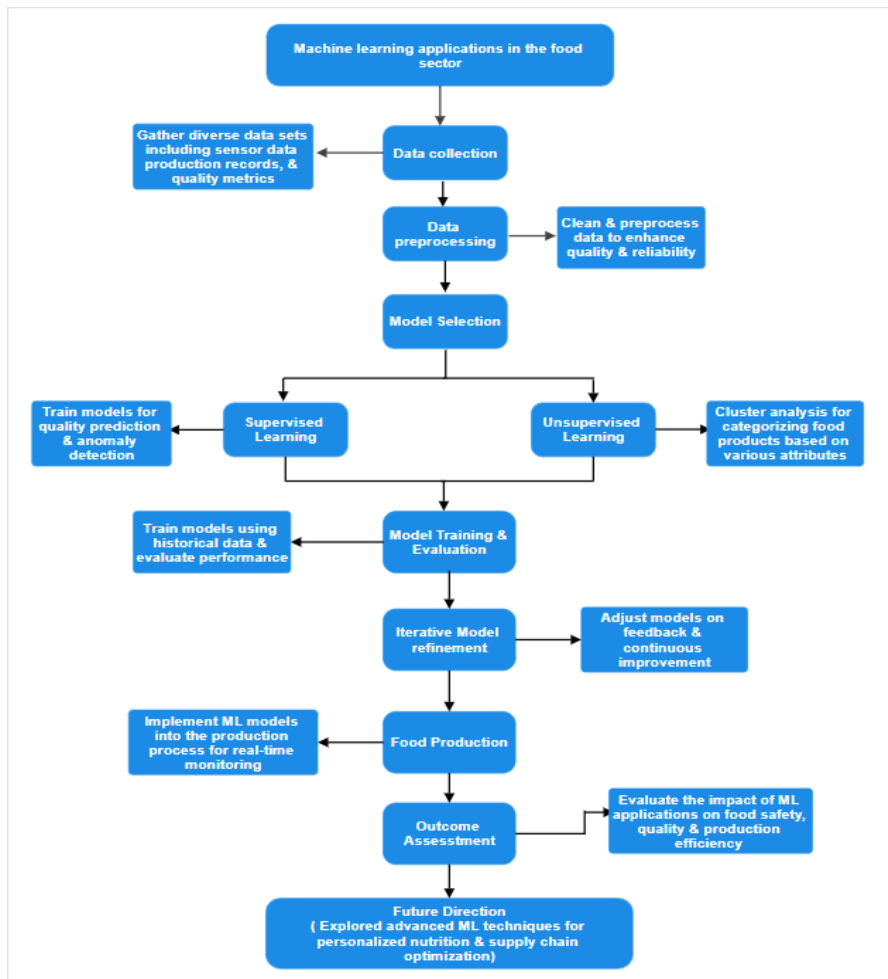 Machine learning applications in the food
sector
Gather diverse data sets
including sensor data
production records, &
quality metrics
Data collection
Data
preprocessing
Clean & preprocess
data to enhance
quality & reliability
Model Selection
Train models for
quality prediction
& anomaly
detection
Supervised
Learning
Unsupervised
Learning
Cluster analysis for
categorizing food
products based on
various attributes
Train models using
historical data &
evaluate performance
Model Training &
Evaluation
Iterative Model
refinement
Adjust models on
feedback &
continuous
improvement
Implement ML models
into the production
process for real-time
monitoring
Food Production
Outcome
Assesstment
Evaluate the impact of ML
applications on food safety,
quality & production
efficiency
Future Direction
( Explored advanced ML techniques for
personalized nutrition & supply chain
optimization)